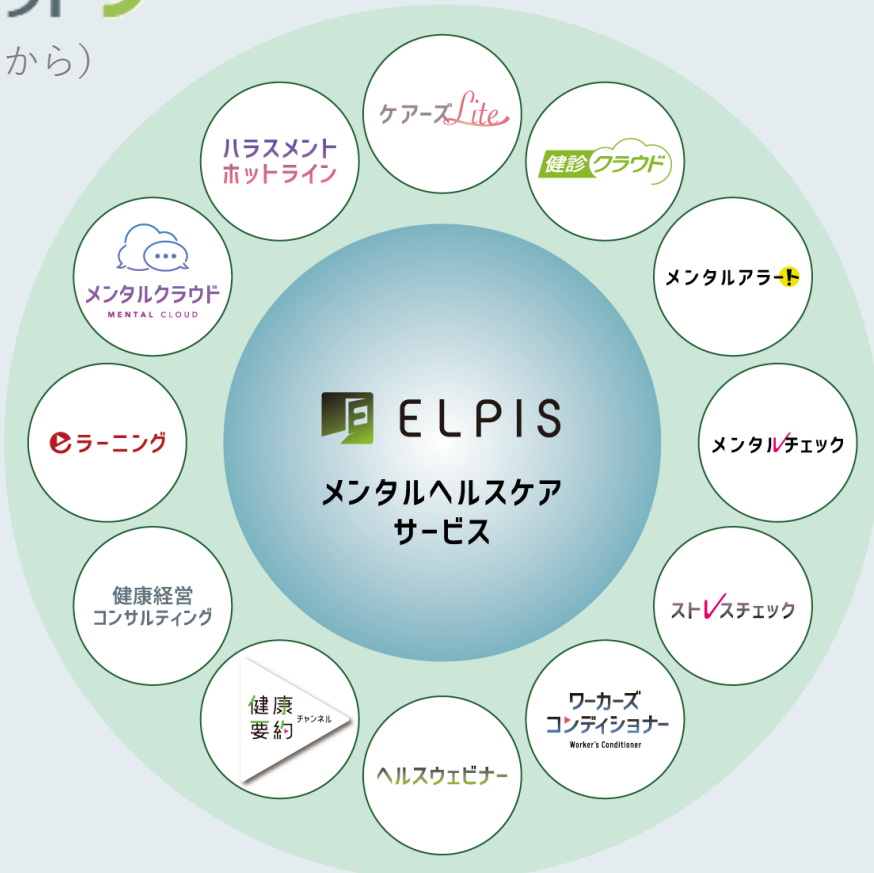 から）
ケアーズLite
健診クラウド
メンタルアラート
メンタルチェック
ストレスチェック
ワーカーズ
コンディショナー
Worker's Conditioner
ヘルスウェビナー
健康
要約チャンネル
健康経営
コンサルティング
eラーニング
メンタルクラウド
MENTAL CLOUD
ハラスメント
ホットライン
ELPIS
メンタルヘルスケア
サービス